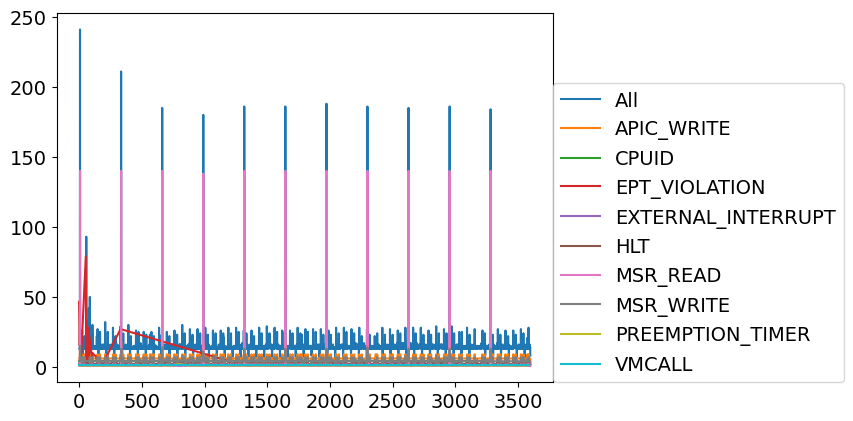 250
200
150
100
50
0
0 500 1000 1500 2000 2500 3000 3500
All
APIC_WRITE
CPUID
EPT_VIOLATION
EXTERNAL_INTERRUPT
HLT
MSR_READ
MSR_WRITE
PREEMPTION_TIMER
VMCALL